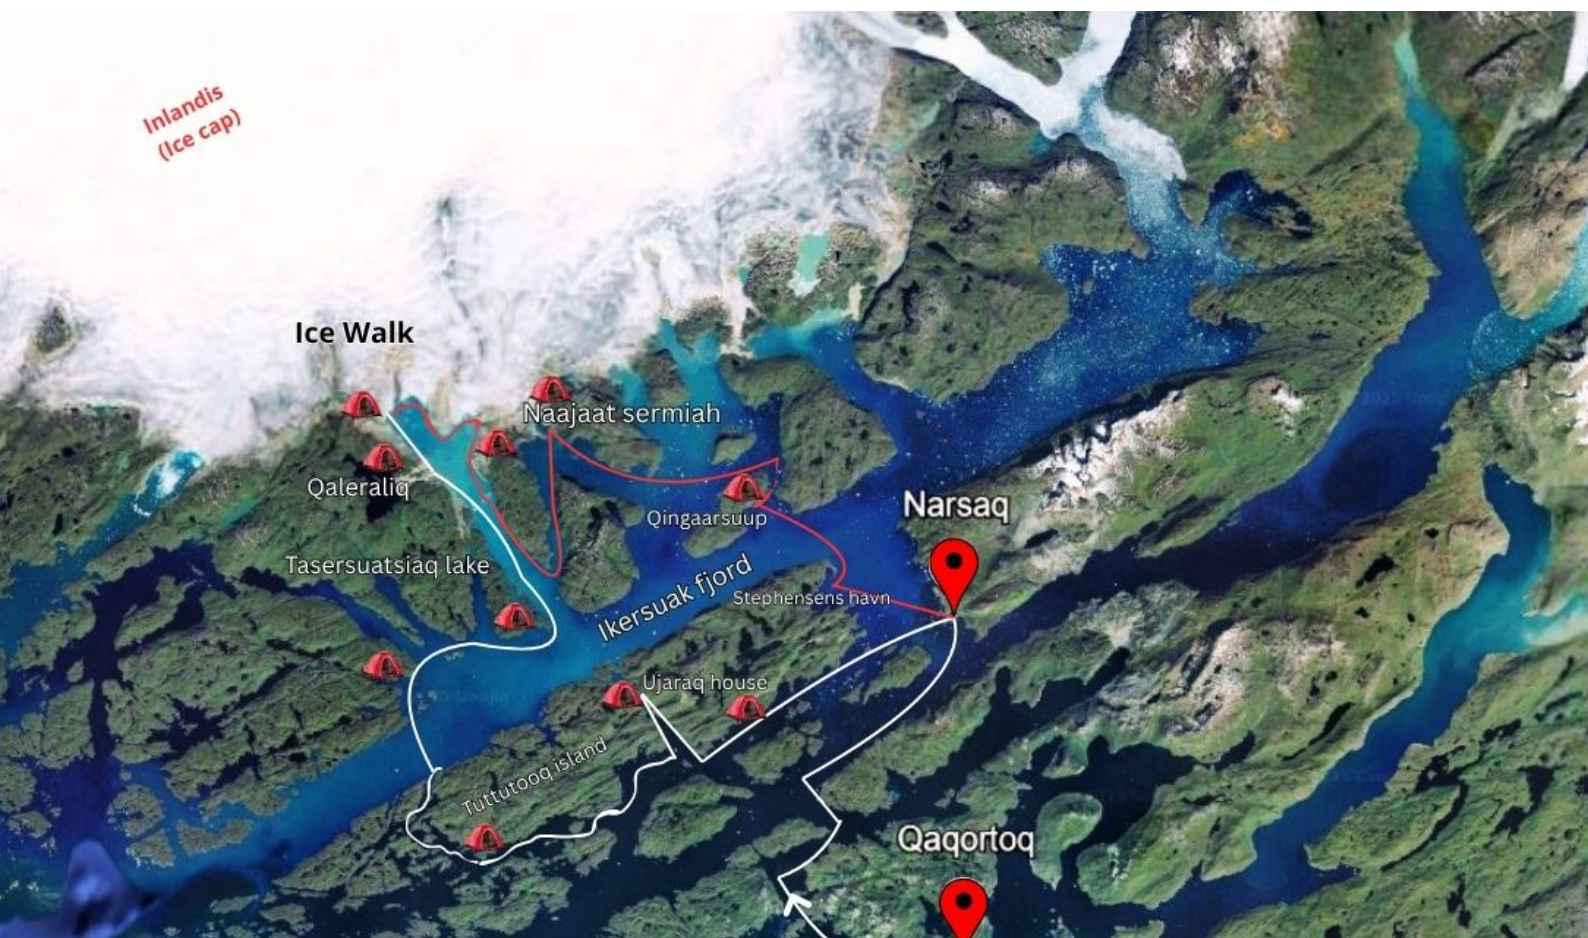 Inlandis
(Ice cap)
Ice Walk
Naajaat sermiah
Qaleraliq
Narsaq
Qingaarsuup
Tasersuatsiaq lake
Ikersuak fjord
Stephensens havn
Ujaraq house
Tuttutooq island
Qaqortoq